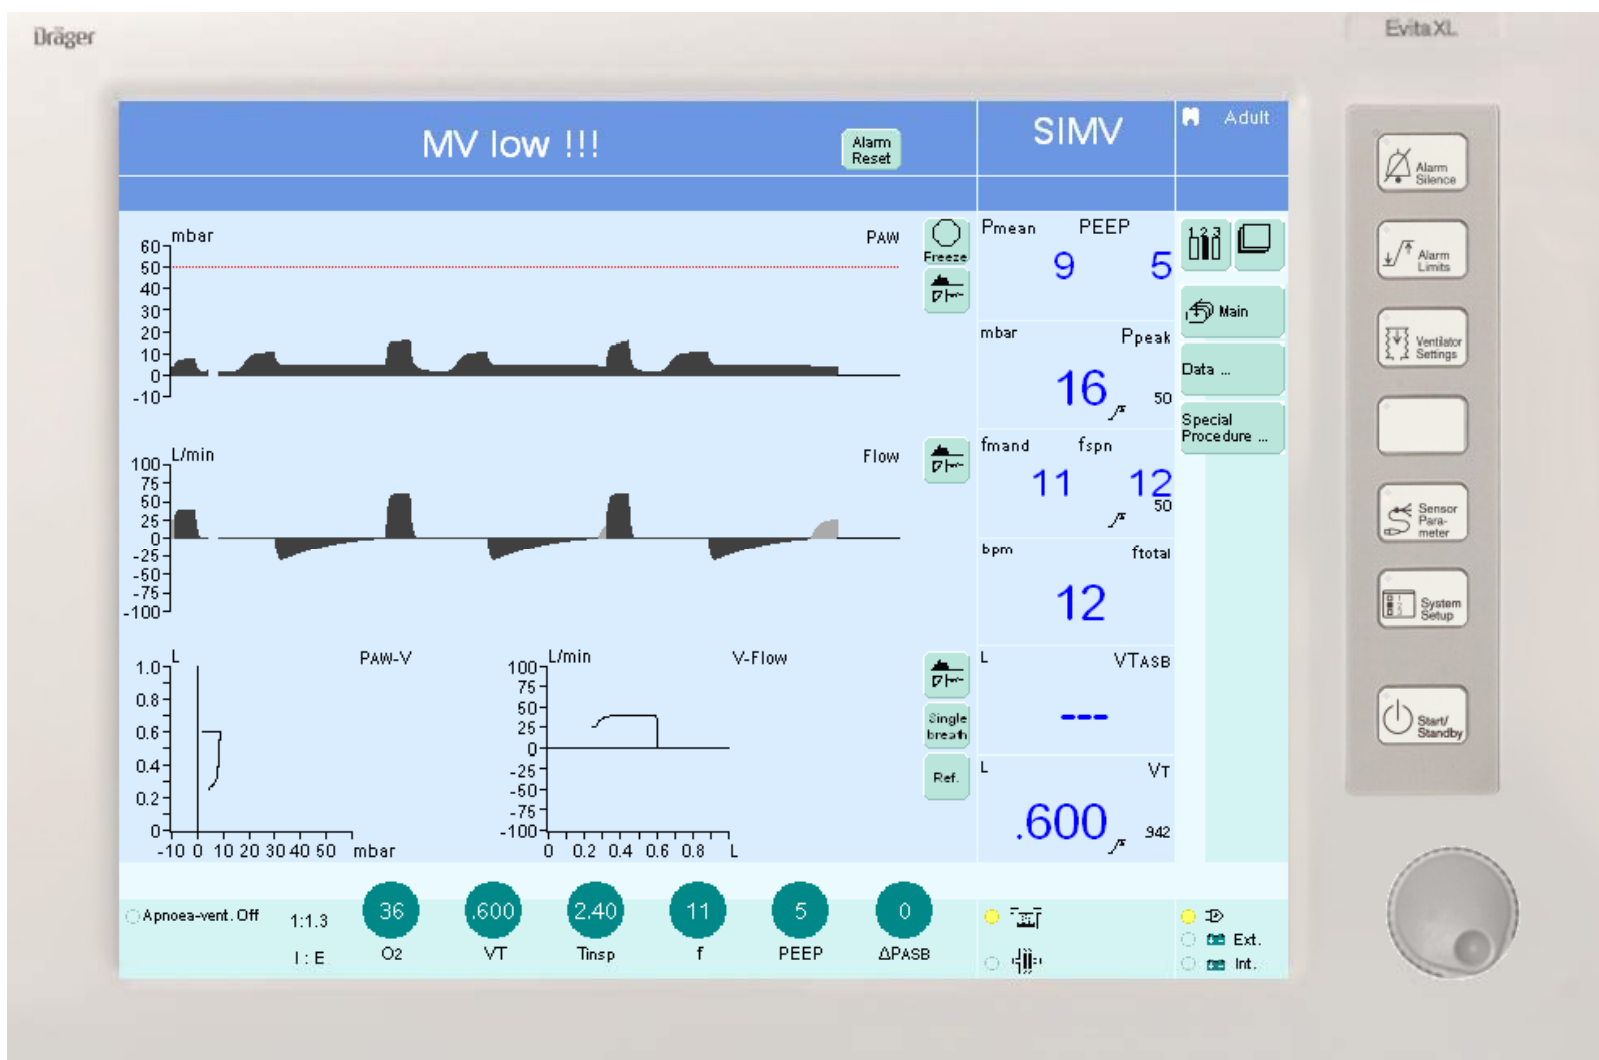 Dräger
Evita XL
MV low !!!
Alarm
Reset
SIMV
Adult
mbar
PAW
60
50
40
30
20
10
0
-10
Freeze
L/min
Flow
100
75
50
25
0
-25
-50
-75
-100
L
PAW-V
1.0
0.8
0.6
0.4
0.2
0
-10 0 10 20 30 40 50 mbar
L/min
V-Flow
100
75
50
25
0
-25
-50
-75
-100
0 0.2 0.4 0.6 0.8 L
Single
breath
Ref.
Pmean PEEP
9 5
mbar Ppeak
16 50
fmand fspn
11 12
50
bpm ftotal
12
L VTASB
---
L VT
.600 .942
1 2 3
Main
Data ...
Special
Procedure ...
Apnoea-vent. Off
1:1.3
I : E
36 .600 2.40 11 5 0
O2 VT Tinsp f PEEP ΔPASB
Ext.
Int.
Alarm
Silence
Alarm
Limits
Ventilator
Settings
Sensor
Para-
meter
System
Setup
Start/
Standby